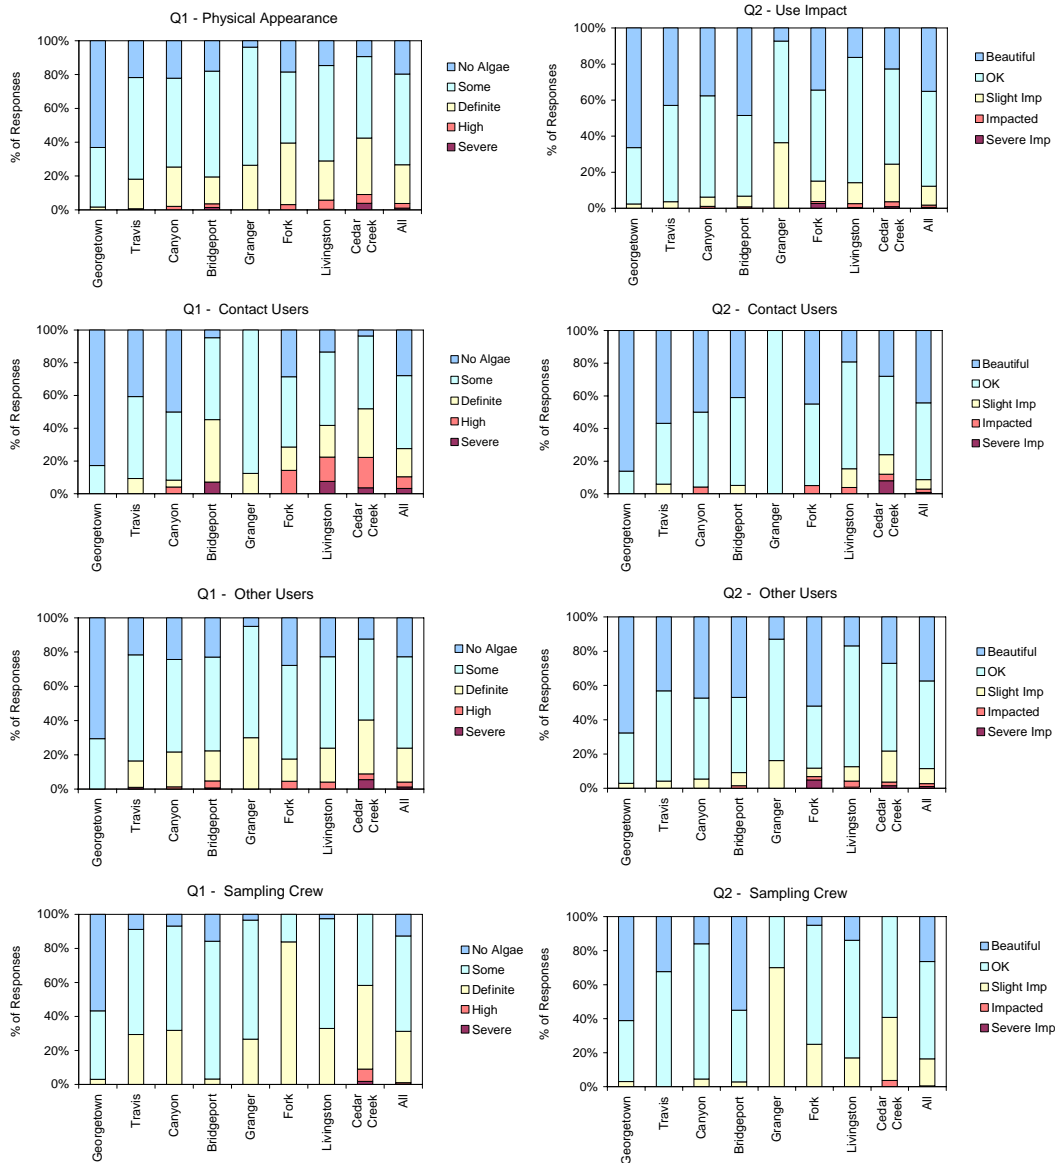 Q1 - Physical Appearance
% of Responses
100%
80%
60%
40%
20%
0%
Georgetown
Travis
Canyon
Bridgeport
Granger
Fork
Livingston
Cedar
Creek
All
No Algae
Some
Definite
High
Severe
Q2 - Use Impact
% of Responses
100%
80%
60%
40%
20%
0%
Georgetown
Travis
Canyon
Bridgeport
Granger
Fork
Livingston
Cedar
Creek
All
Beautiful
OK
Slight Imp
Impacted
Severe Imp
Q1 - Contact Users
% of Responses
100%
80%
60%
40%
20%
0%
Georgetown
Travis
Canyon
Bridgeport
Granger
Fork
Livingston
Cedar
Creek
All
No Algae
Some
Definite
High
Severe
Q2 - Contact Users
% of Responses
100%
80%
60%
40%
20%
0%
Georgetown
Travis
Canyon
Bridgeport
Granger
Fork
Livingston
Cedar
Creek
All
Beautiful
OK
Slight Imp
Impacted
Severe Imp
Q1 - Other Users
% of Responses
100%
80%
60%
40%
20%
0%
Georgetown
Travis
Canyon
Bridgeport
Granger
Fork
Livingston
Cedar
Creek
All
No Algae
Some
Definite
High
Severe
Q2 - Other Users
% of Responses
100%
80%
60%
40%
20%
0%
Georgetown
Travis
Canyon
Bridgeport
Granger
Fork
Livingston
Cedar
Creek
All
Beautiful
OK
Slight Imp
Impacted
Severe Imp
Q1 - Sampling Crew
% of Responses
100%
80%
60%
40%
20%
0%
Georgetown
Travis
Canyon
Bridgeport
Granger
Fork
Livingston
Cedar
Creek
All
No Algae
Some
Definite
High
Severe
Q2 - Sampling Crew
% of Responses
100%
80%
60%
40%
20%
0%
Georgetown
Travis
Canyon
Bridgeport
Granger
Fork
Livingston
Cedar
Creek
All
Beautiful
OK
Slight Imp
Impacted
Severe Imp